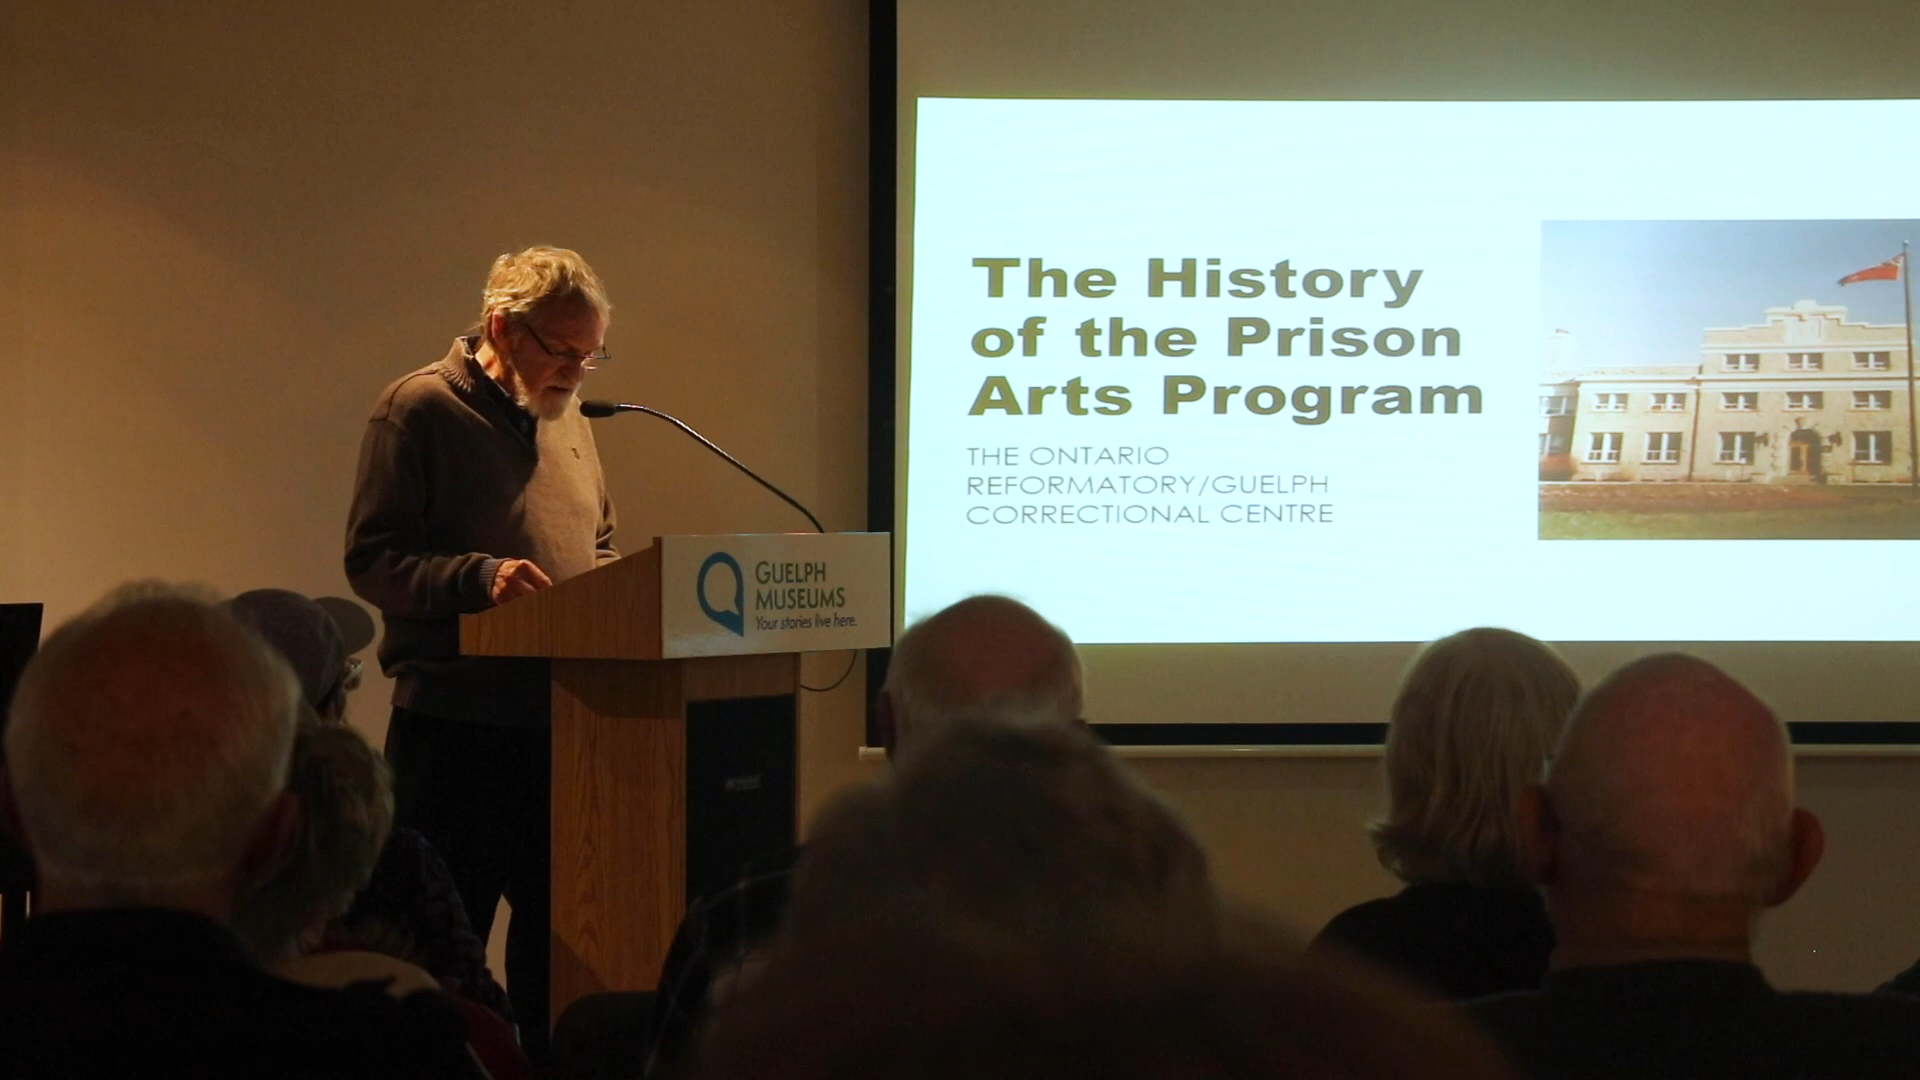 The History
of the Prison
Arts Program
THE ONTARIO
REFORMATORY/GUELPH
CORRECTIONAL CENTRE
GUELPH
MUSEUMS
Your stories live here.